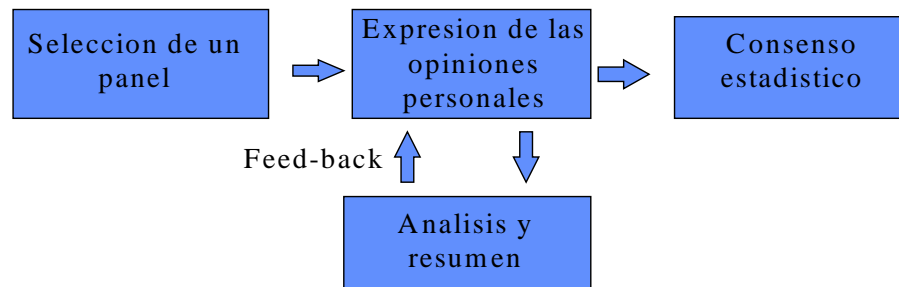 Seleccion de un
panel
Expresion de las
opiniones
personales
Consenso
estadistico
Feed-back
Analisis y
resumen